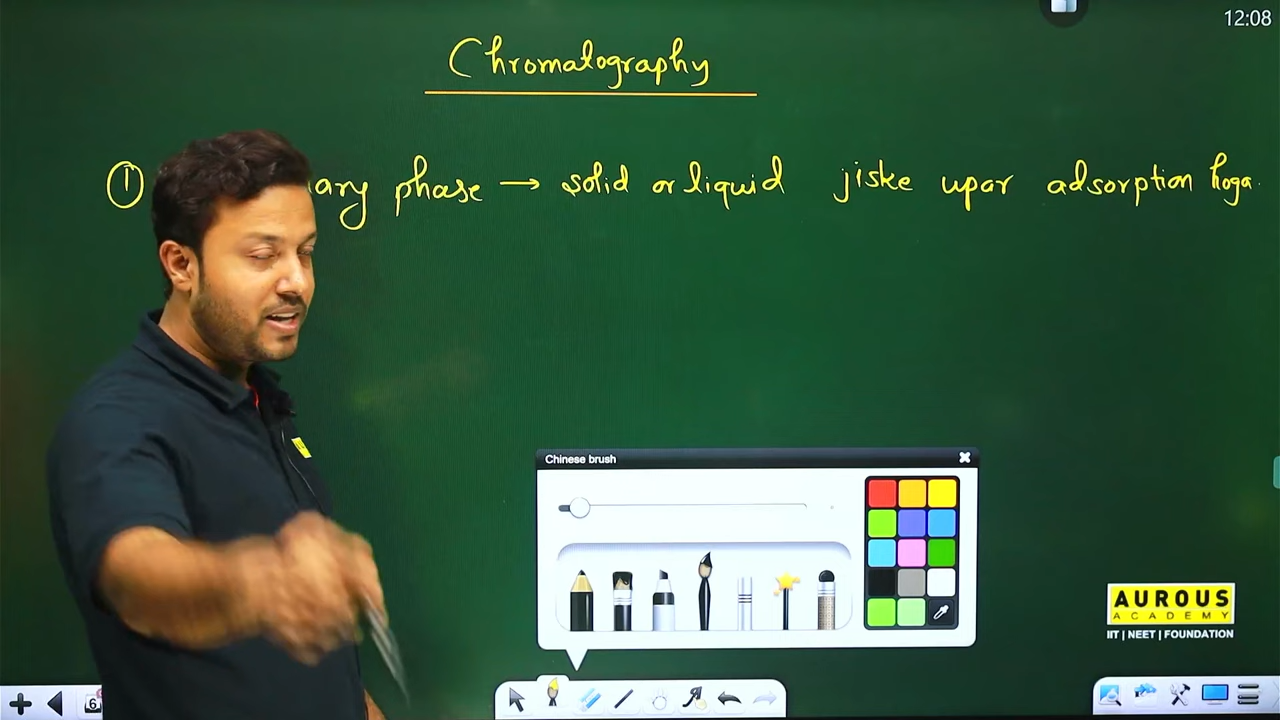 12:08
Chromatography
① ary phase → solid or liquid jiske upar adsorption hoga.
Chinese brush
AUROUS
ACADEMY
IIT | NEET | FOUNDATION
6